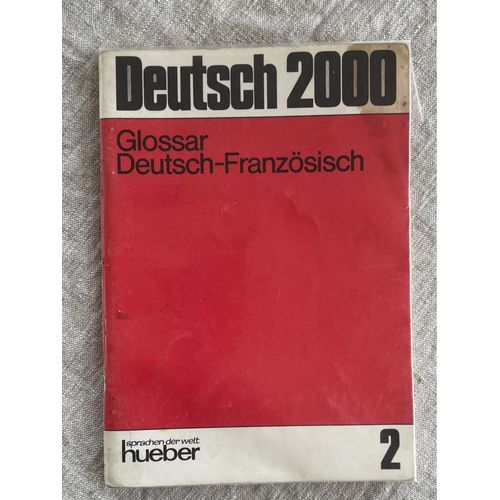 Deutsch 2000
Glossar
Deutsch-Französisch
sprachen der welt
hueber
2